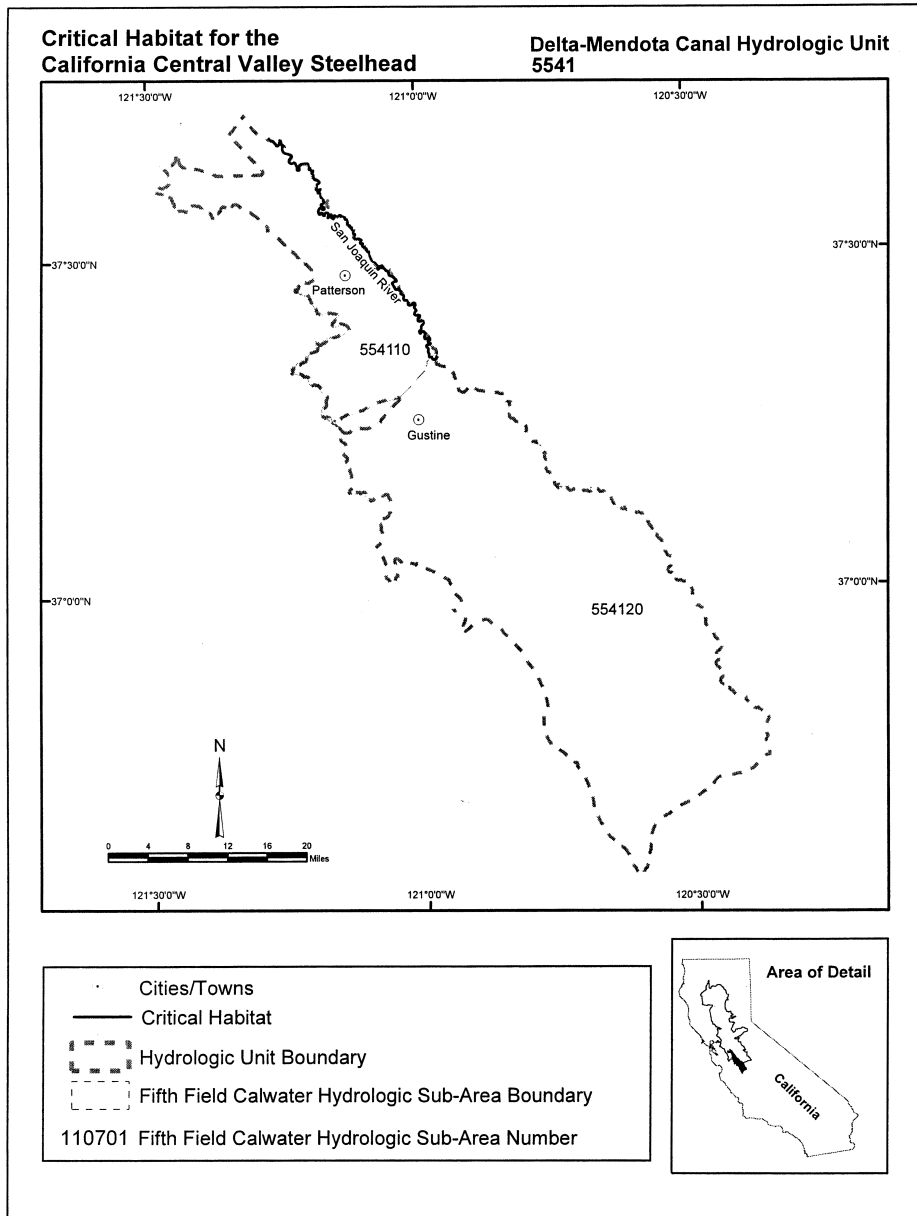 Critical Habitat for the
California Central Valley Steelhead
Delta-Mendota Canal Hydrologic Unit
5541
121°30'0"W
121°0'0"W
120°30'0"W
37°30'0"N
37°30'0"N
San Joaquin River
Patterson
554110
Gustine
37°0'0"N
37°0'0"N
554120
N
0 4 8 12 16 20
Miles
121°30'0"W
121°0'0"W
120°30'0"W
Cities/Towns
Critical Habitat
Hydrologic Unit Boundary
Fifth Field Calwater Hydrologic Sub-Area Boundary
110701 Fifth Field Calwater Hydrologic Sub-Area Number
Area of Detail
California